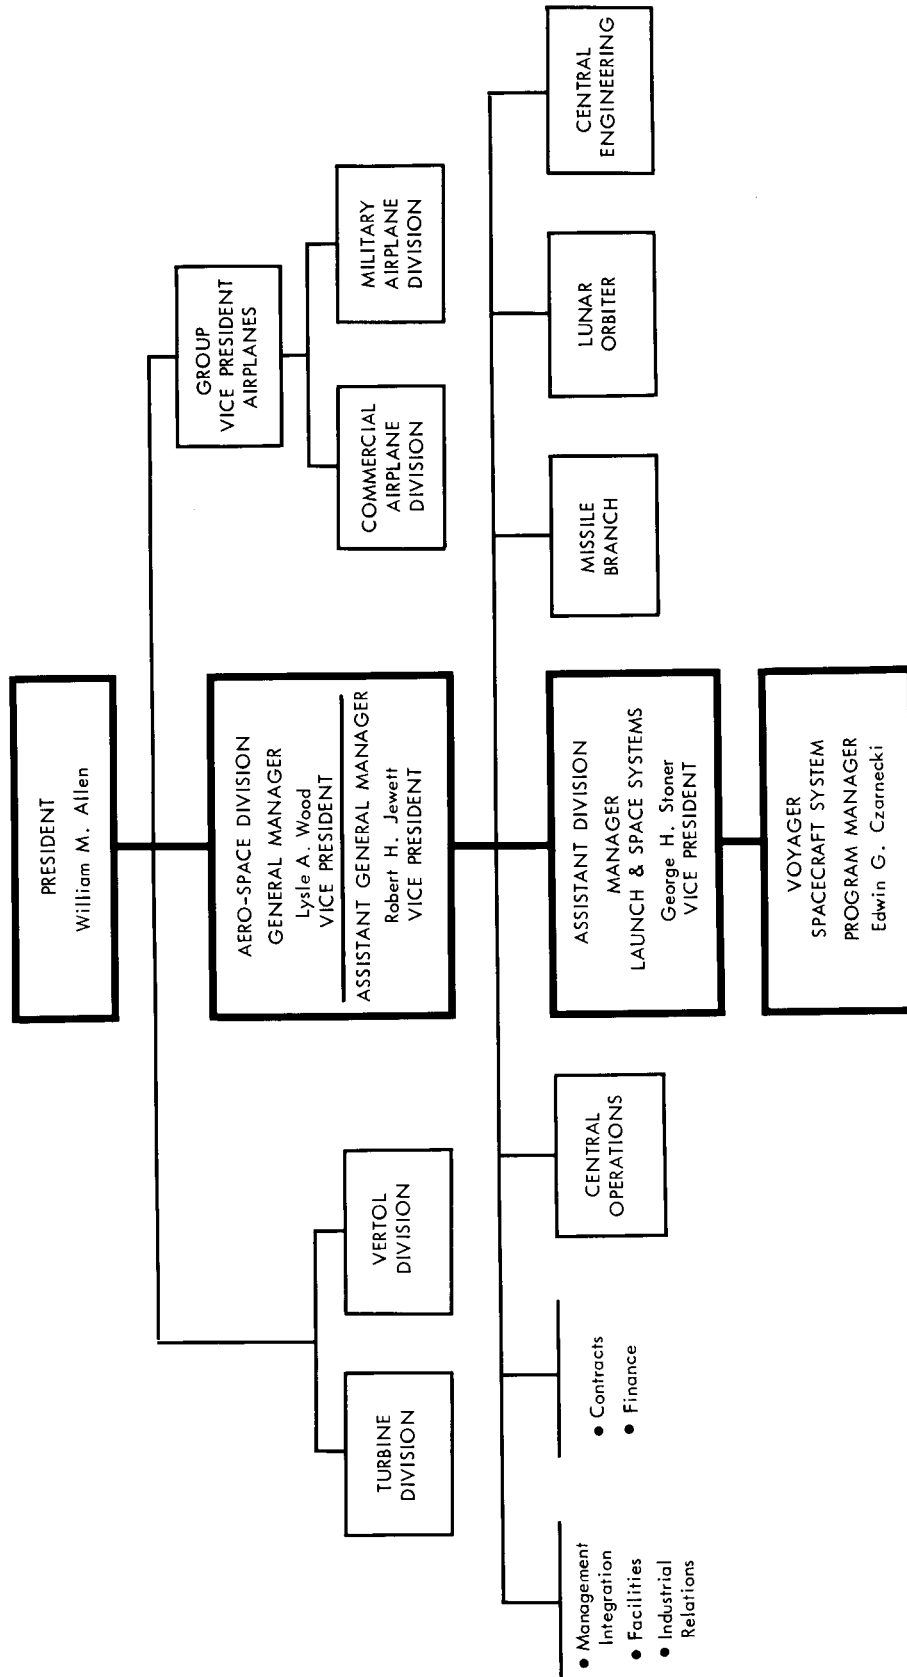 PRESIDENT
William M. Allen
GROUP
VICE PRESIDENT
AIRPLANES
TURBINE
DIVISION
VERTOL
DIVISION
AERO-SPACE DIVISION
GENERAL MANAGER
Lysle A. Wood
VICE PRESIDENT
ASSISTANT GENERAL MANAGER
Robert H. Jewett
VICE PRESIDENT
COMMERCIAL
AIRPLANE
DIVISION
MILITARY
AIRPLANE
DIVISION
• Management
Integration
• Facilities
• Industrial
Relations
• Contracts
• Finance
CENTRAL
OPERATIONS
ASSISTANT DIVISION
MANAGER
LAUNCH & SPACE SYSTEMS
George H. Stoner
VICE PRESIDENT
MISSILE
BRANCH
LUNAR
ORBITER
CENTRAL
ENGINEERING
VOYAGER
SPACECRAFT SYSTEM
PROGRAM MANAGER
Edwin G. Czarnecki